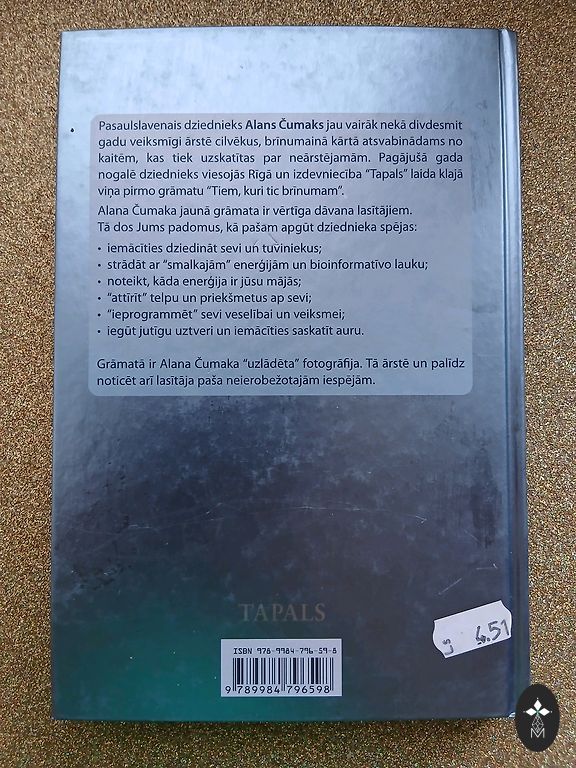 Pasaulslavenais dziednieks Alans Čumaks jau vairāk nekā divdesmit
gadu veiksmīgi ārstē cilvēkus, brīnumainā kārtā atsvabinādams no
kaitēm, kas tiek uzskatītas par neārstējamām. Pagājušā gada
nogalē dziednieks viesojās Rīgā un izdevniecība “Tapals” laida klajā
viņa pirmo grāmatu “Tiem, kuri tic brīnumam”.
Alana Čumaka jaunā grāmata ir vērtīga dāvana lasītājiem.
Tā dos Jums padomus, kā pašam apgūt dziednieka spējas:
• iemācīties dziedināt sevi un tuviniekus;
• strādāt ar “smalkajām” enerģijām un bioinformatīvo lauku;
• noteikt, kāda enerģija ir jūsu mājās;
• “attīrīt” telpu un priekšmetus ap sevi;
• “ieprogrammēt” sevi veselībai un veiksmei;
• iegūt jutīgu uztveri un iemācīties saskatīt auru.
Grāmatā ir Alana Čumaka “uzlādēta” fotogrāfija. Tā ārstē un palīdz
noticēt arī lasītāja paša neierobežotajām iespējām.
TAPALS
ISBN 978-9984-796-59-8
9 789984 796598
4.51